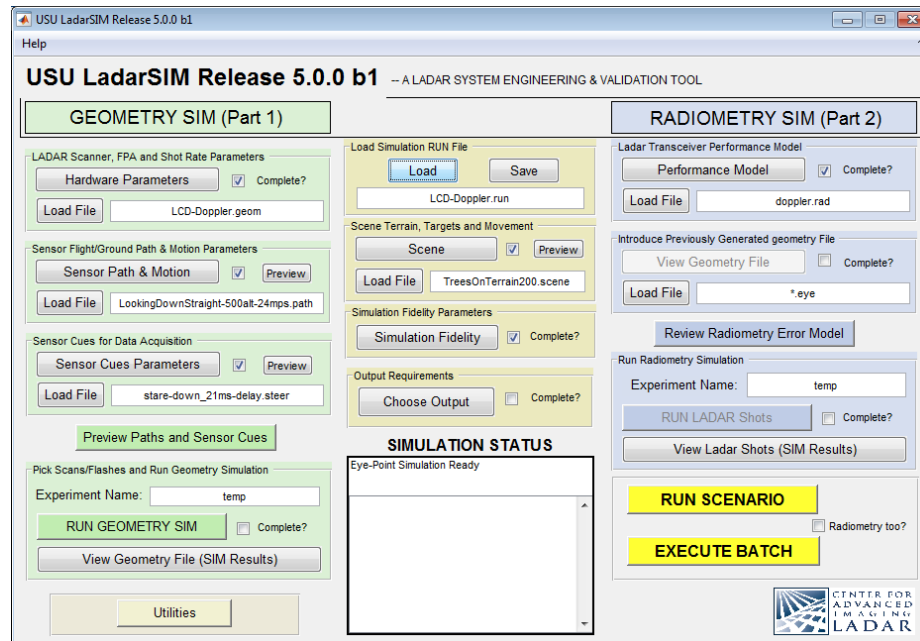 USU LadarSIM Release 5.0.0 b1
Help
USU LadarSIM Release 5.0.0 b1 -- A LADAR SYSTEM ENGINEERING & VALIDATION TOOL
GEOMETRY SIM (Part 1)
LADAR Scanner, FPA and Shot Rate Parameters
Hardware Parameters Complete?
Load File LCD-Doppler.geom
Sensor Flight/Ground Path & Motion Parameters
Sensor Path & Motion Preview
Load File LookingDownStraight-500alt-24mps.path
Sensor Cues for Data Acquisition
Sensor Cues Parameters Preview
Load File stare-down_21ms-delay.steer
Preview Paths and Sensor Cues
Pick Scans/Flashes and Run Geometry Simulation
Experiment Name: temp
RUN GEOMETRY SIM Complete?
View Geometry File (SIM Results)
Utilities
Load Simulation RUN File
Load Save
LCD-Doppler.run
Scene Terrain, Targets and Movement
Scene Preview
Load File TreesOnTerrain200.scene
Simulation Fidelity Parameters
Simulation Fidelity Complete?
Output Requirements
Choose Output Complete?
SIMULATION STATUS
Eye-Point Simulation Ready
RADIOMETRY SIM (Part 2)
Ladar Transceiver Performance Model
Performance Model Complete?
Load File doppler.rad
Introduce Previously Generated geometry File
View Geometry File Complete?
Load File *.eye
Review Radiometry Error Model
Run Radiometry Simulation
Experiment Name: temp
RUN LADAR Shots Complete?
View Ladar Shots (SIM Results)
RUN SCENARIO
Radiometry too?
EXECUTE BATCH
CENTER FOR
ADVANCED
IMAGING
LADAR